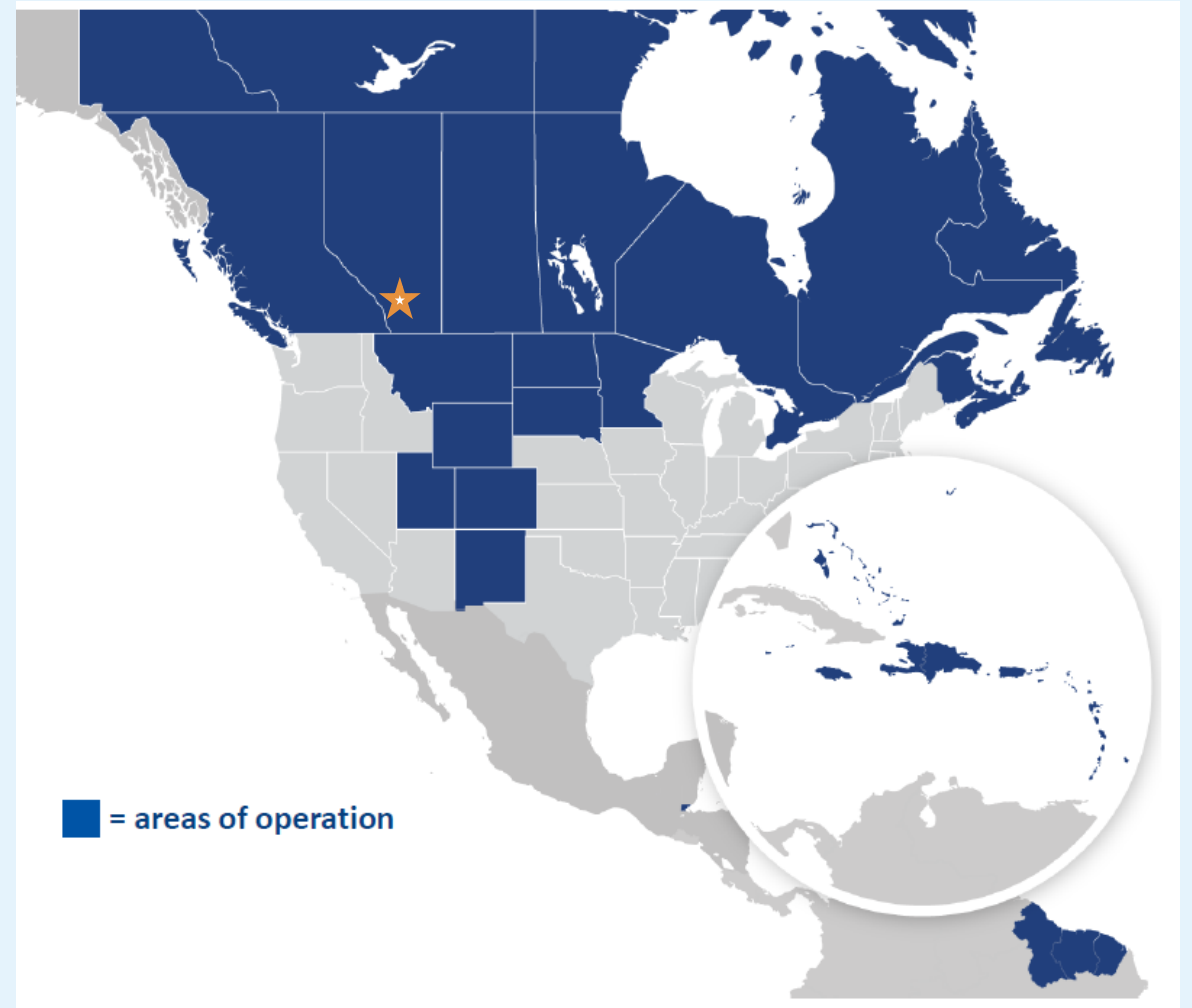 = areas of operation